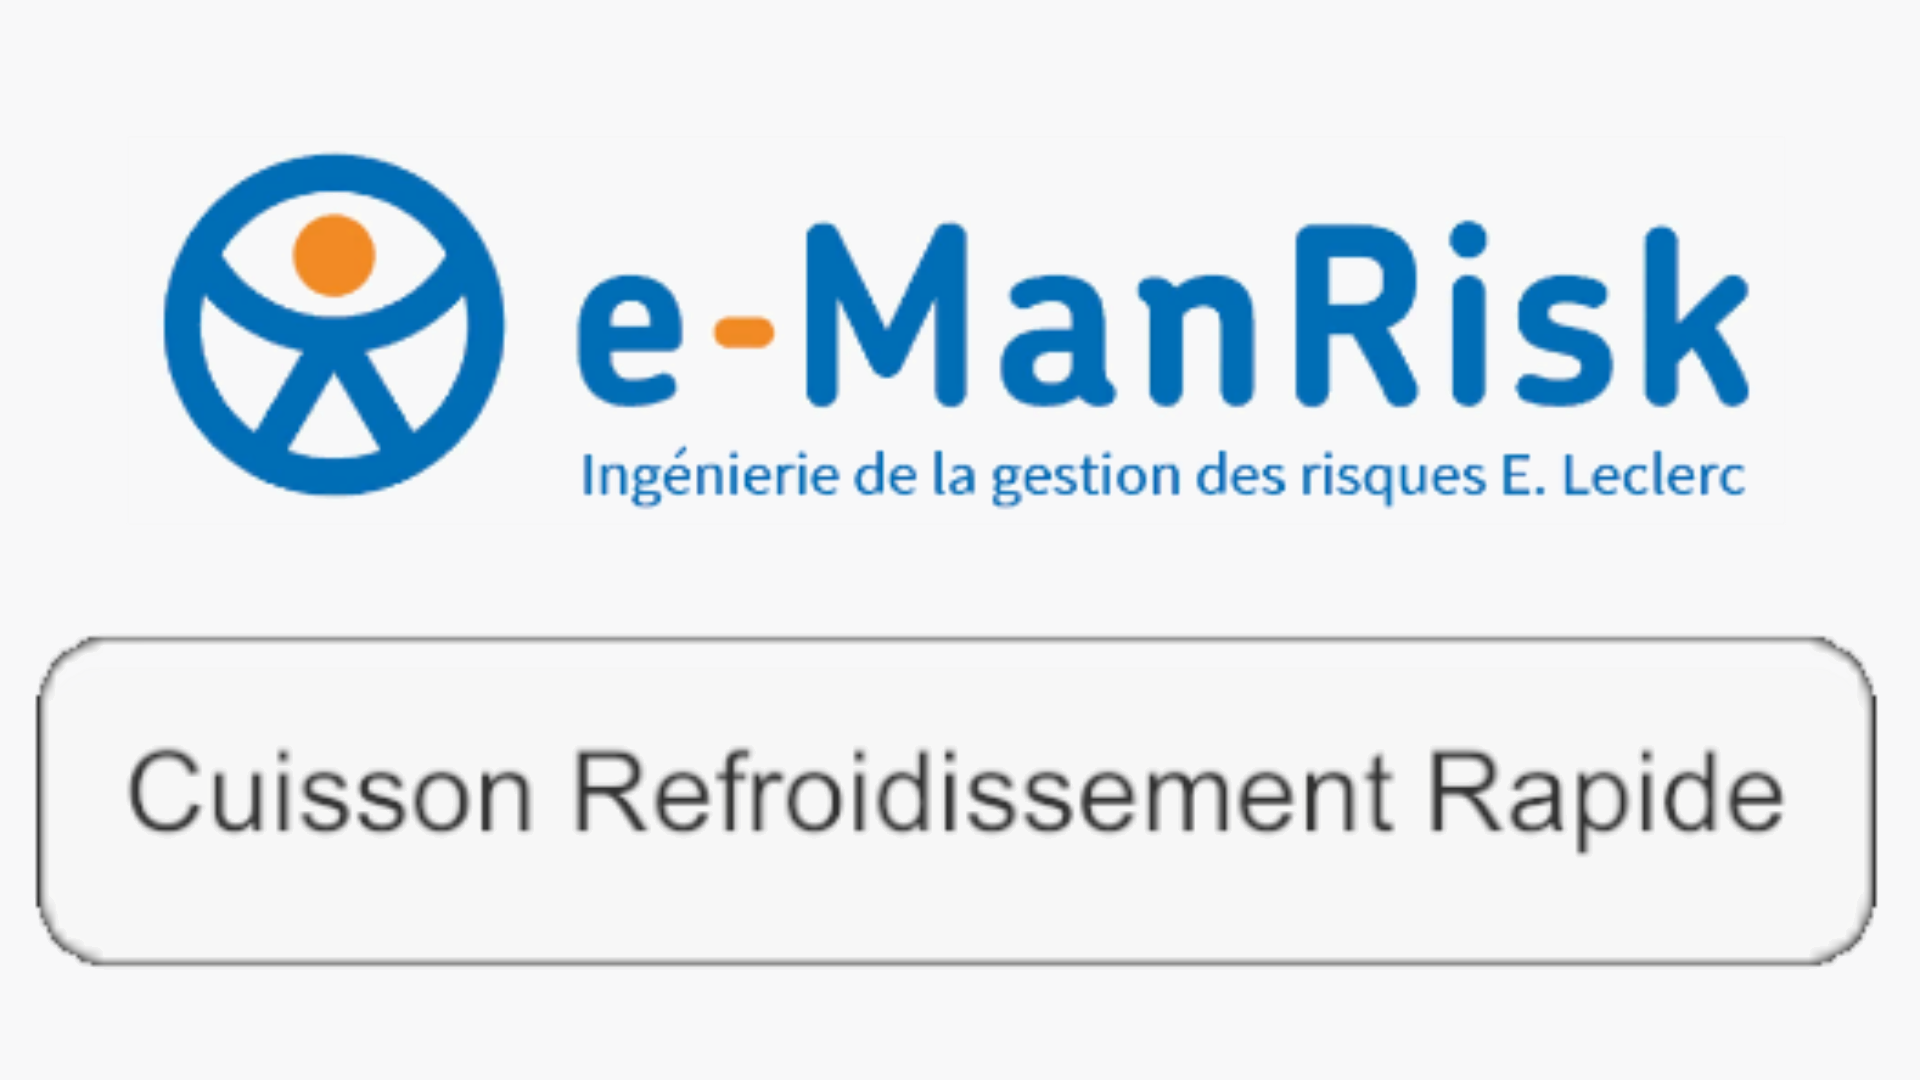 e-ManRisk
Ingénierie de la gestion des risques E. Leclerc
Cuisson Refroidissement Rapide